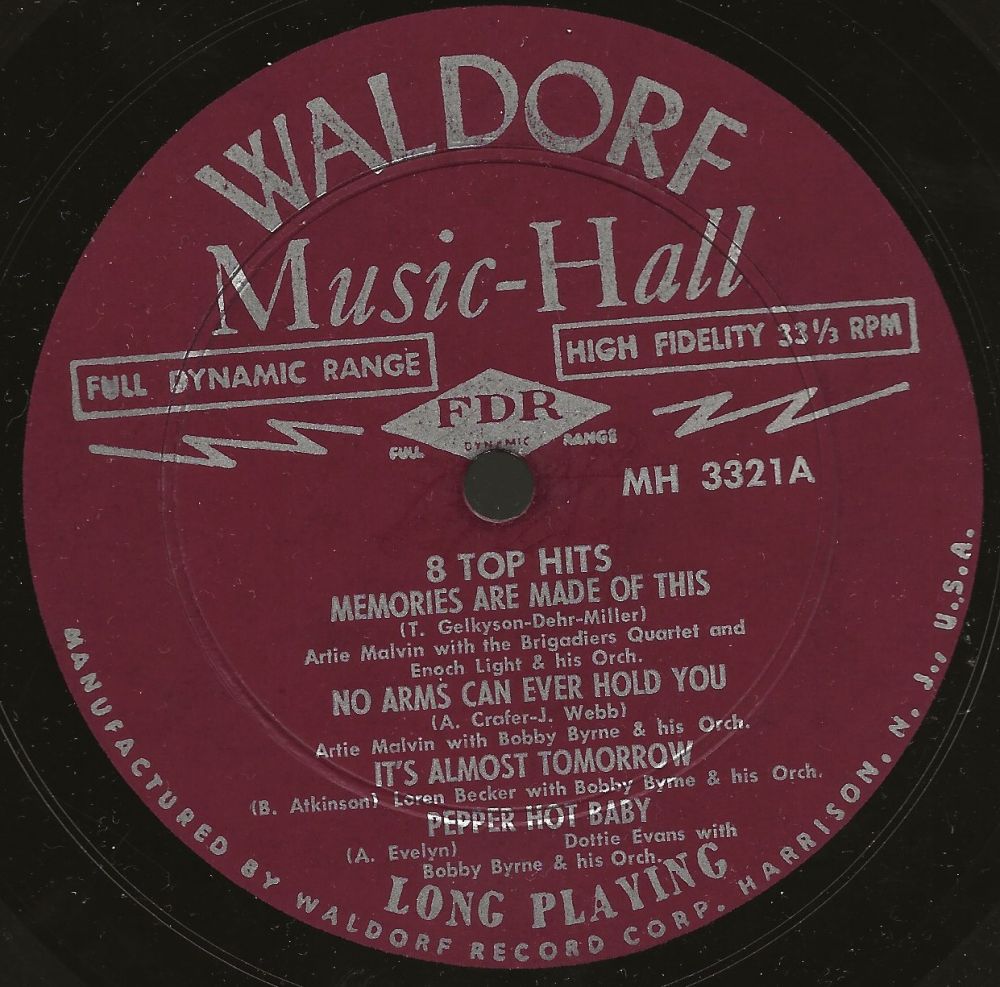 WALDORF
Music-Hall
FULL DYNAMIC RANGE
HIGH FIDELITY 33 1/3 RPM
FDR
FULL DYNAMIC RANGE
MH 3321A
8 TOP HITS
MEMORIES ARE MADE OF THIS
(T. Gelkyson-Dehr-Miller)
Artie Malvin with the Brigadiers Quartet and
Enoch Light & his Orch.
NO ARMS CAN EVER HOLD YOU
(A. Crafer-J. Webb)
Artie Malvin with Bobby Byrne & his Orch.
IT'S ALMOST TOMORROW
(B. Atkinson) Loren Becker with Bobby Byrne & his Orch.
PEPPER HOT BABY
(A. Evelyn) Dottie Evans with
Bobby Byrne & his Orch.
LONG PLAYING
MANUFACTURED BY WALDORF RECORD CORP. HARRISON, N. J., U.S.A.